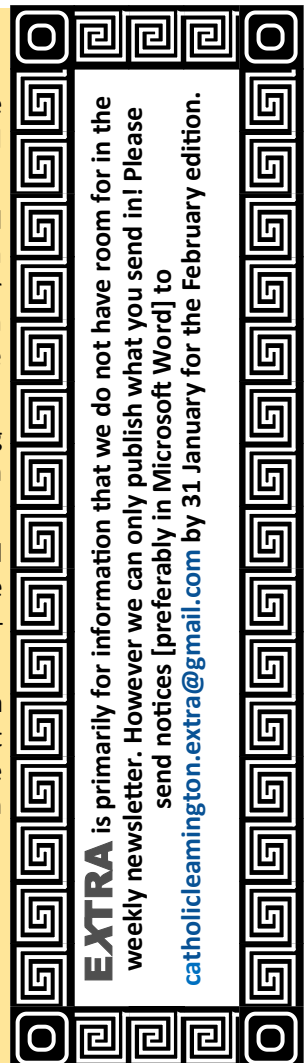 EXTRA is primarily for information that we do not have room for in the
weekly newsletter. However we can only publish what you send in! Please
send notices [preferably in Microsoft Word] to
catholicleamington.extra@gmail.com by 31 January for the February edition.